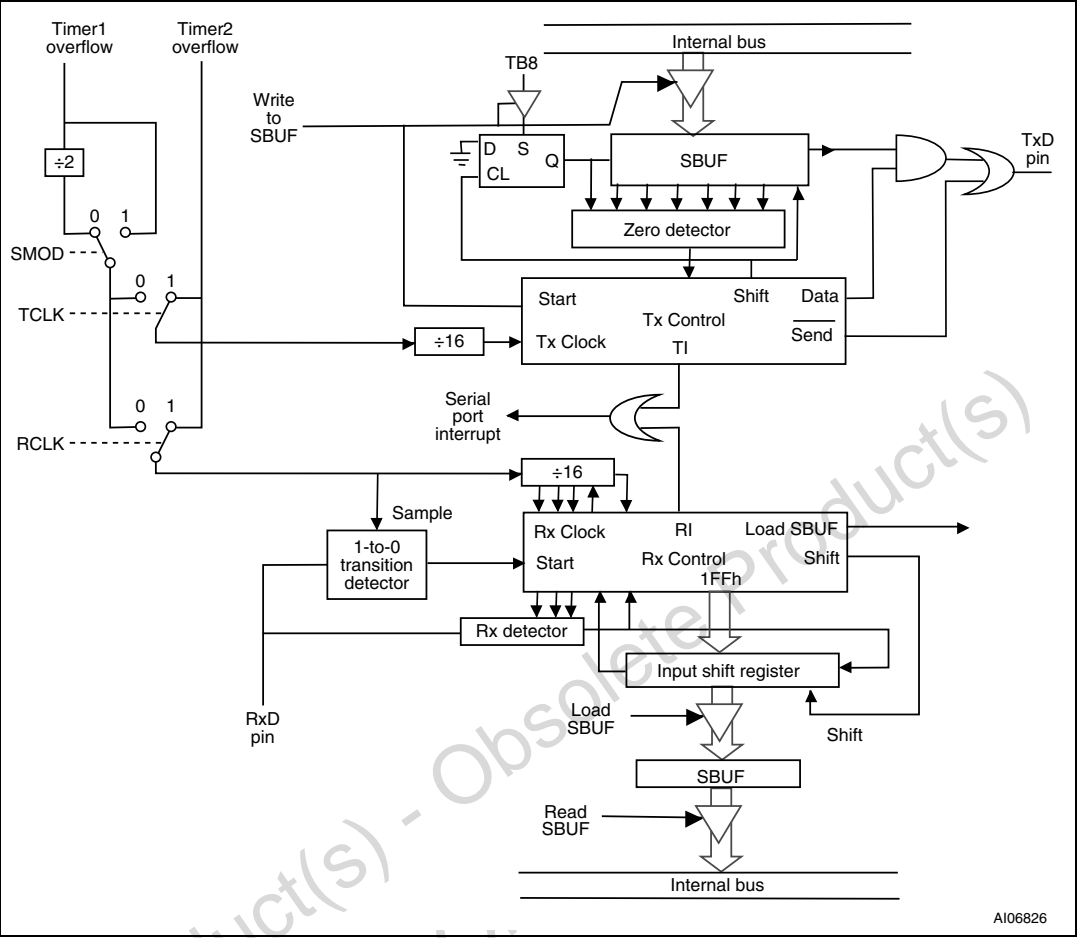 Timer1
overflow
Timer2
overflow
Internal bus
TB8
Write
to
SBUF
÷2
D S
Q
CL
SBUF
TxD
pin
0 1
Zero detector
SMOD
0 1
Start
Shift
Data
TCLK
Tx Control
Send
÷16
Tx Clock
TI
Serial
port
interrupt
0 1
RCLK
÷16
Sample
Rx Clock
RI
Load SBUF
1-to-0
transition
detector
Start
Rx Control
Shift
1FFh
Rx detector
Input shift register
RxD
pin
Load
SBUF
Shift
SBUF
Read
SBUF
Internal bus
AI06826
Obsolete Product(s)
uct(s) -